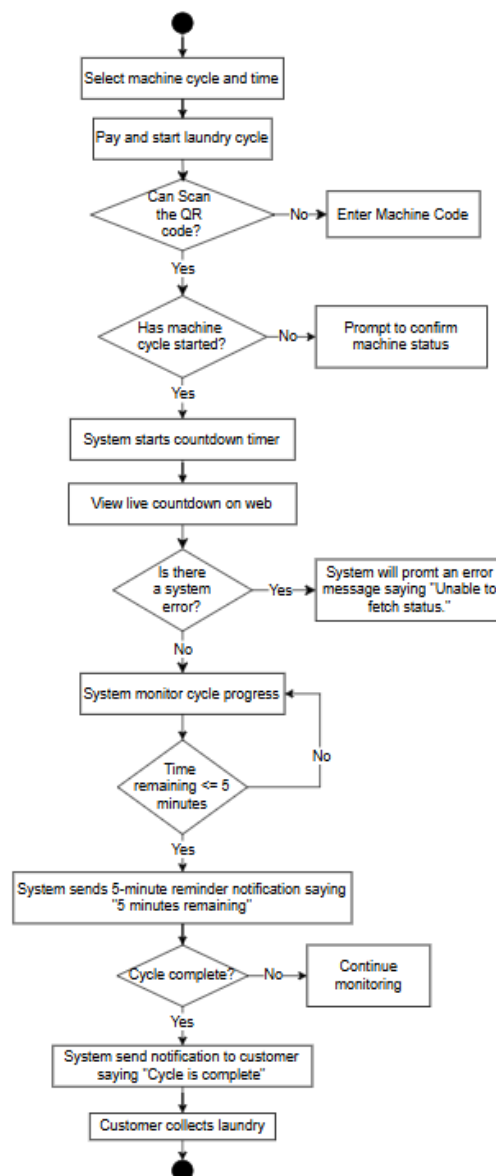 Select machine cycle and time
Pay and start laundry cycle
Can Scan
the QR
code?
No
Enter Machine Code
Yes
Has machine
cycle started?
No
Prompt to confirm
machine status
Yes
System starts countdown timer
View live countdown on web
Is there
a system
error?
Yes
System will promt an error
message saying "Unable to
fetch status."
No
System monitor cycle progress
No
Time
remaining <= 5
minutes
Yes
System sends 5-minute reminder notification saying
"5 minutes remaining"
Cycle complete?
No
Continue
monitoring
Yes
System send notification to customer
saying "Cycle is complete"
Customer collects laundry